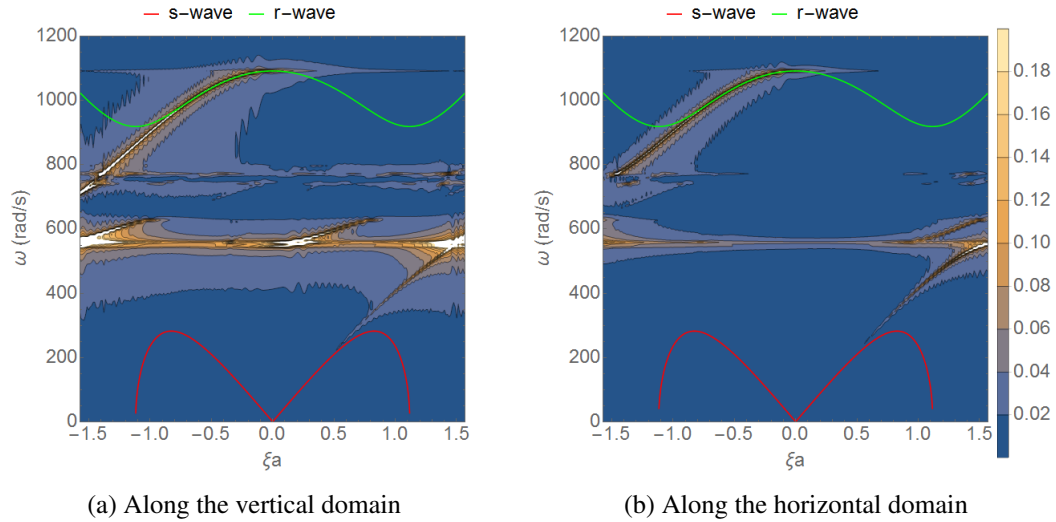 s-wave r-wave
s-wave r-wave
1200
1000
800
600
400
200
0
ω (rad/s)
-1.5 -1.0 -0.5 0.0 0.5 1.0 1.5
ξa
1200
1000
800
600
400
200
0
ω (rad/s)
-1.5 -1.0 -0.5 0.0 0.5 1.0 1.5
ξa
0.18
0.16
0.14
0.12
0.10
0.08
0.06
0.04
0.02
(a) Along the vertical domain
(b) Along the horizontal domain